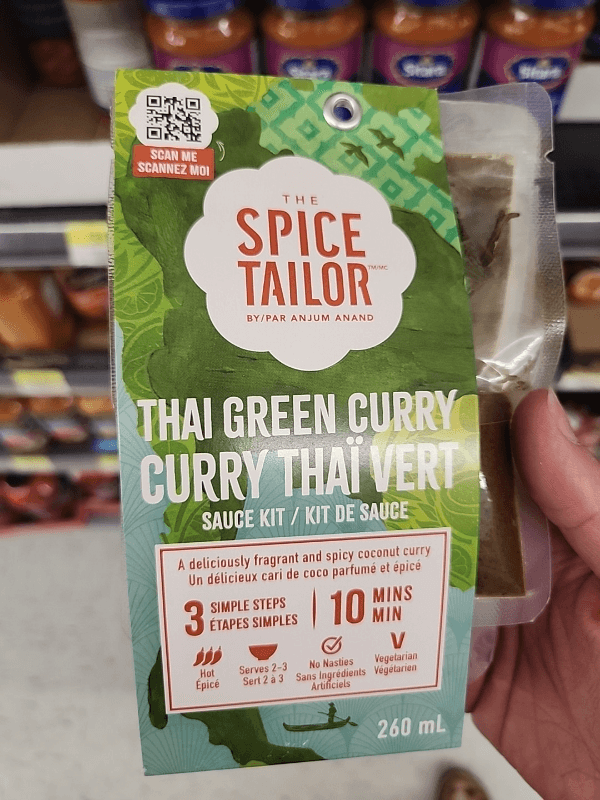 SCAN ME
SCANNEZ MOI
THE
SPICE
TAILOR TM/MC
BY/PAR ANJUM ANAND
THAI GREEN CURRY
CURRY THAÏ VERT
SAUCE KIT / KIT DE SAUCE
A deliciously fragrant and spicy coconut curry
Un délicieux cari de coco parfumé et épicé
3 SIMPLE STEPS
ÉTAPES SIMPLES
10 MINS
MIN
Hot
Épicé
Serves 2-3
Sert 2 à 3
No Nasties
Sans Ingrédients
Artificiels
V
Vegetarian
Végétarien
260 mL